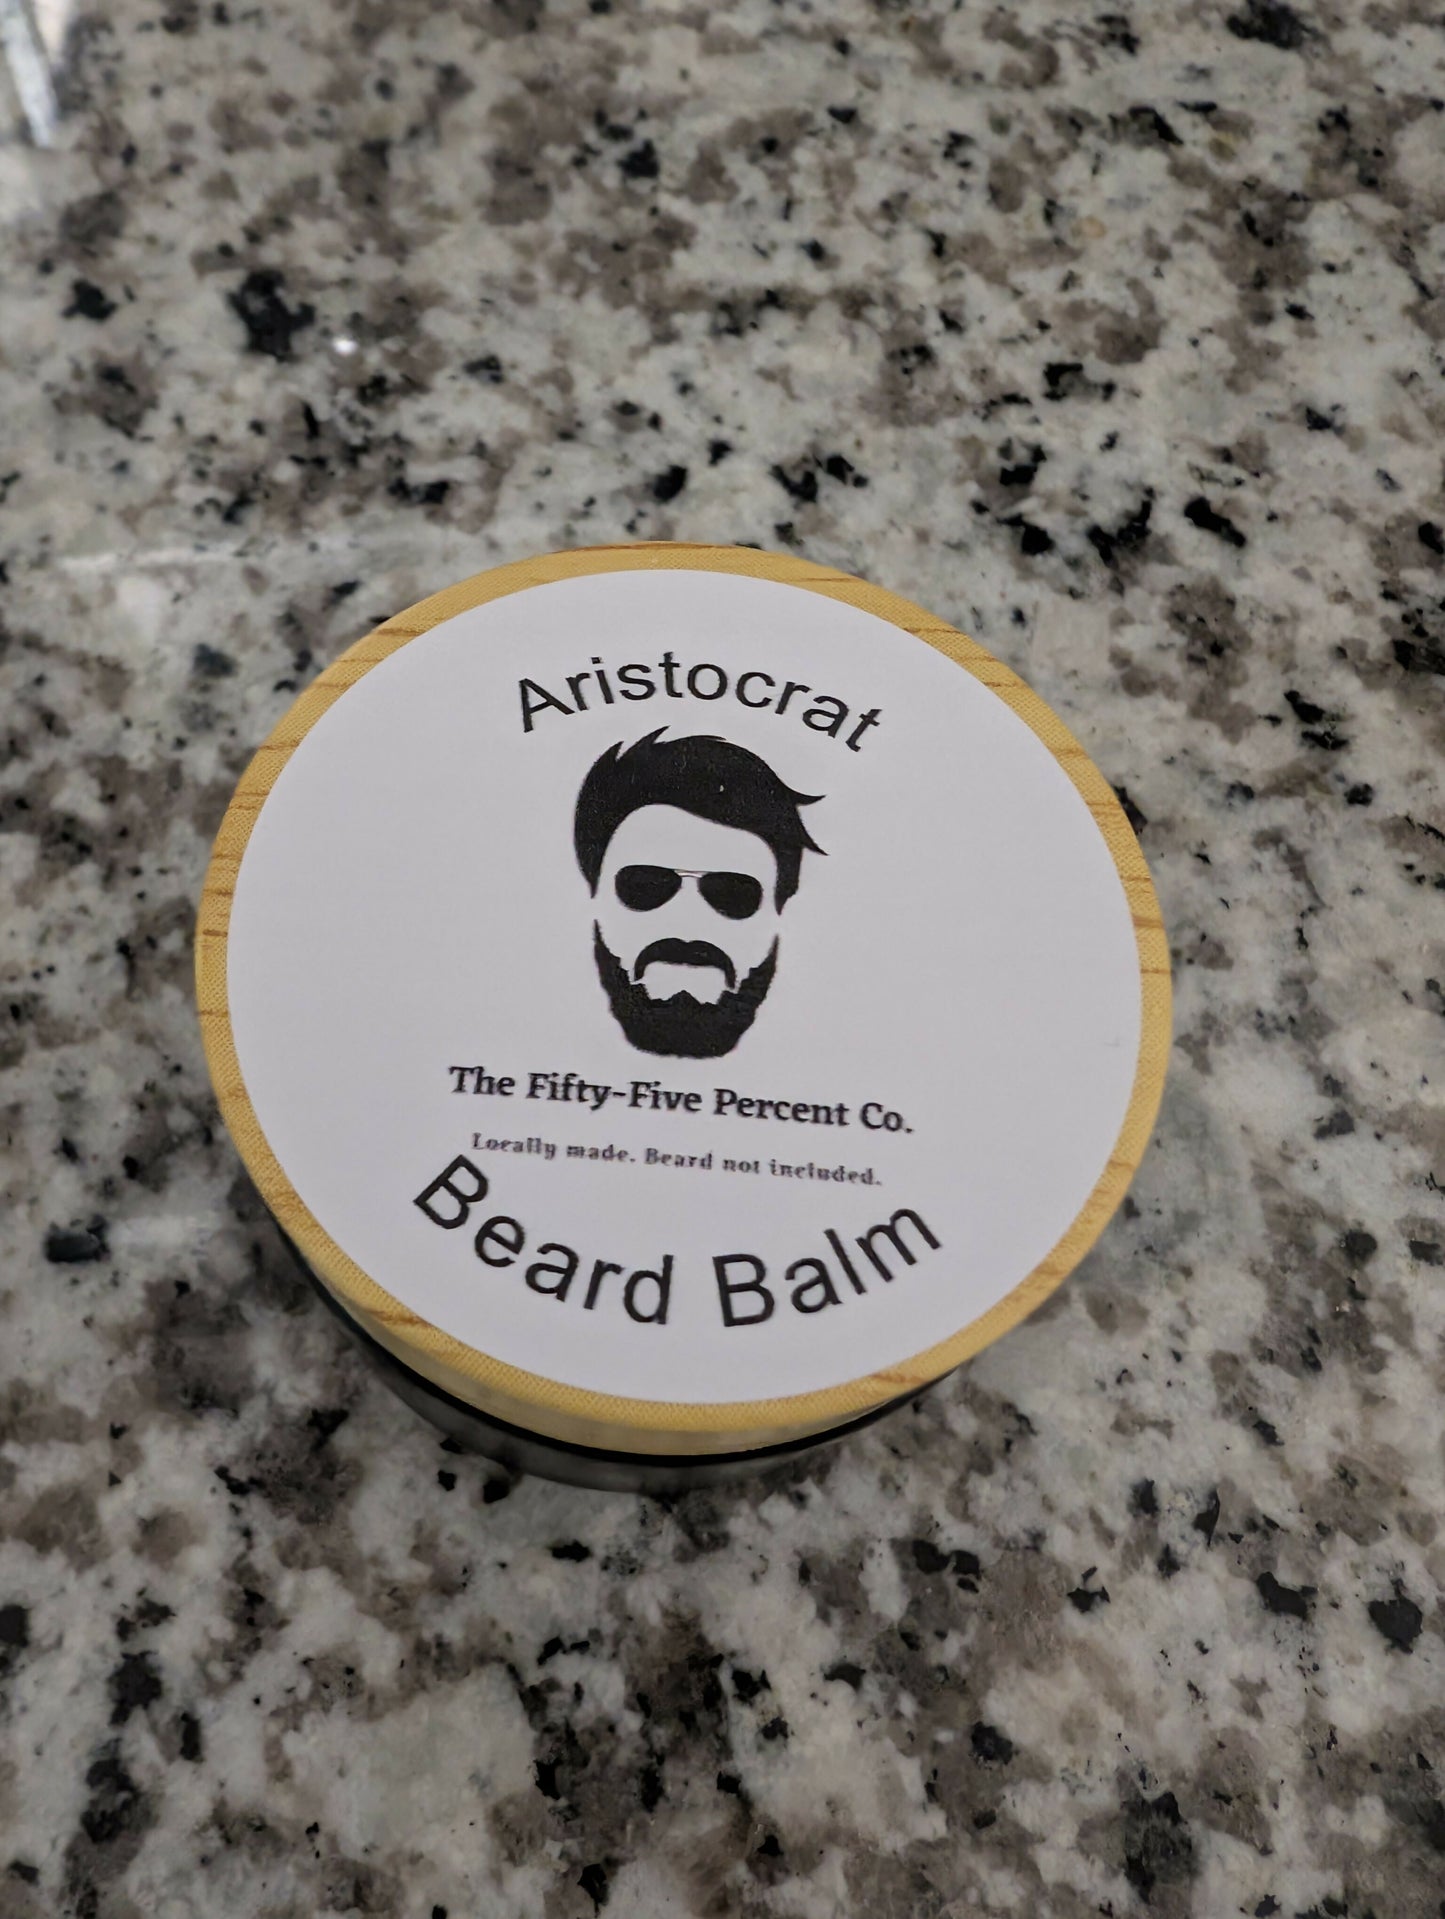 Aristocrat
The Fifty-Five Percent Co.
Locally made. Beard not included.
Beard Balm